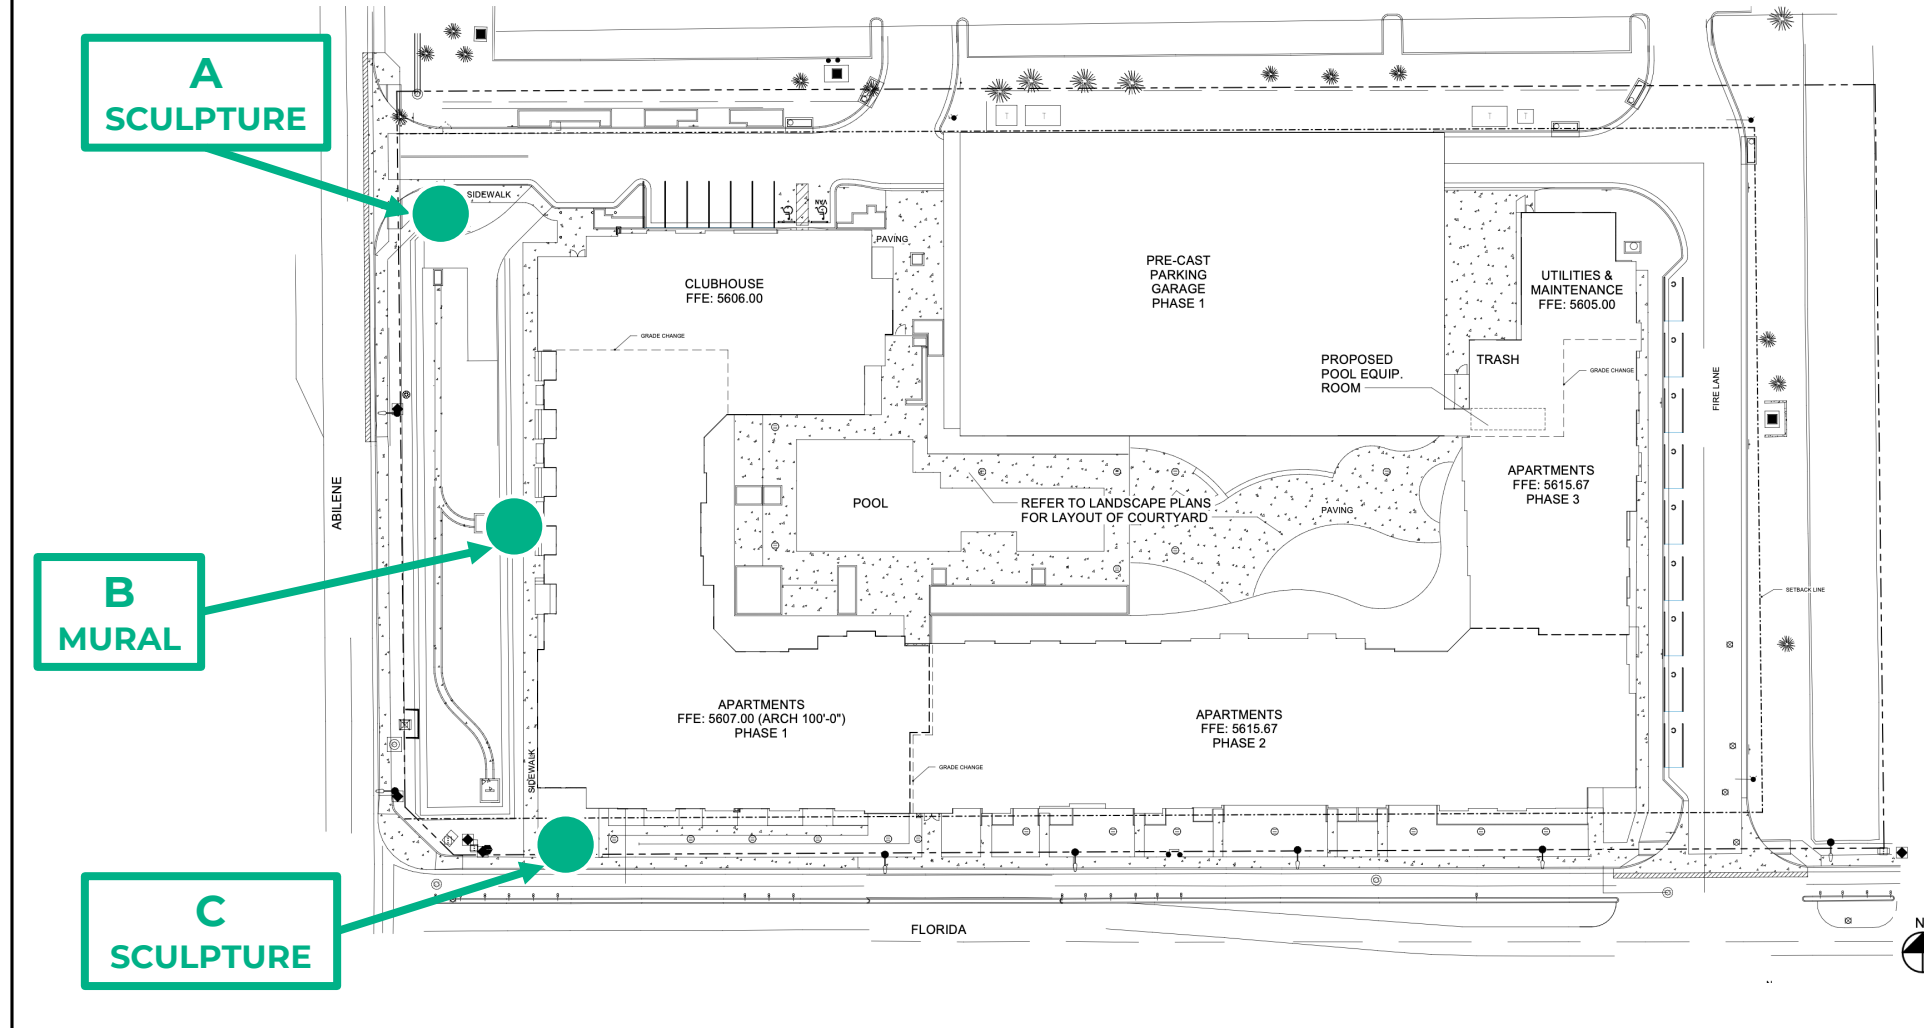 A
SCULPTURE
SIDEWALK
VAN
PAVING
CLUBHOUSE
FFE: 5606.00
GRADE CHANGE
PRE-CAST
PARKING
GARAGE
PHASE 1
T
T
T
T
UTILITIES &
MAINTENANCE
FFE: 5605.00
PROPOSED
POOL EQUIP.
ROOM
TRASH
GRADE CHANGE
FIRE LANE
ABILENE
POOL
REFER TO LANDSCAPE PLANS
FOR LAYOUT OF COURTYARD
PAVING
APARTMENTS
FFE: 5615.67
PHASE 3
B
MURAL
SETBACK LINE
APARTMENTS
FFE: 5607.00 (ARCH 100'-0")
PHASE 1
APARTMENTS
FFE: 5615.67
PHASE 2
GRADE CHANGE
SIDEWALK
C
SCULPTURE
FLORIDA
N